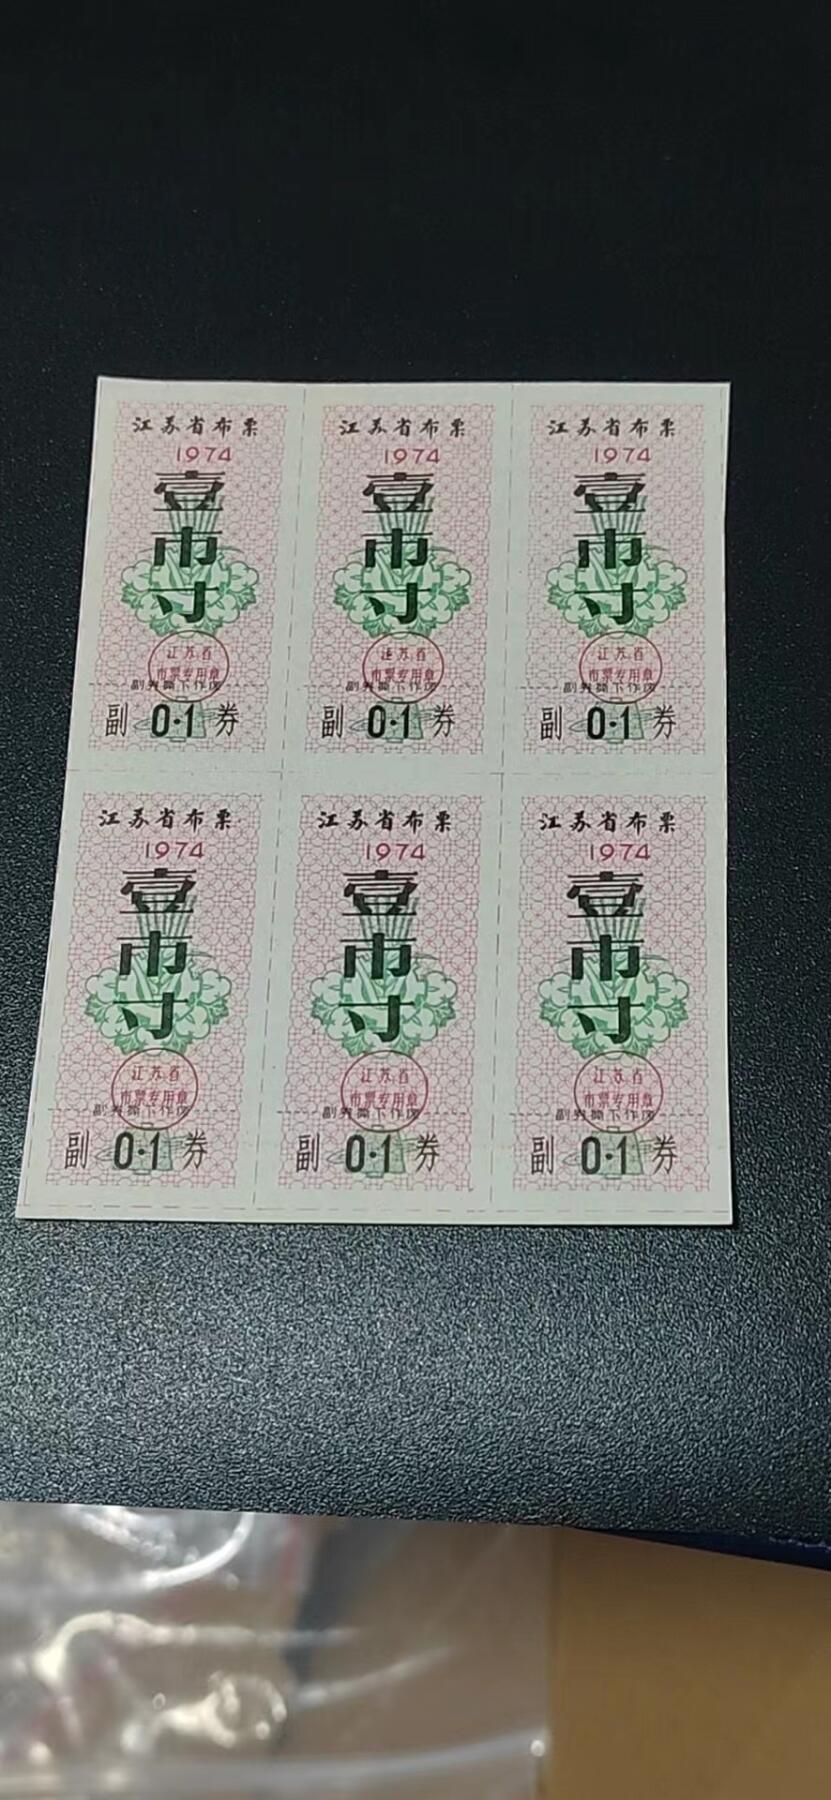 江苏省布票
1974
壹
市
寸
江苏省
布票专用章
副券撕下作废
副 0·1 券
江苏省布票
1974
壹
市
寸
江苏省
布票专用章
副券撕下作废
副 0·1 券
江苏省布票
1974
壹
市
寸
江苏省
布票专用章
副券撕下作废
副 0·1 券
江苏省布票
1974
壹
市
寸
江苏省
布票专用章
副券撕下作废
副 0·1 券
江苏省布票
1974
壹
市
寸
江苏省
布票专用章
副券撕下作废
副 0·1 券
江苏省布票
1974
壹
市
寸
江苏省
布票专用章
副券撕下作废
副 0·1 券